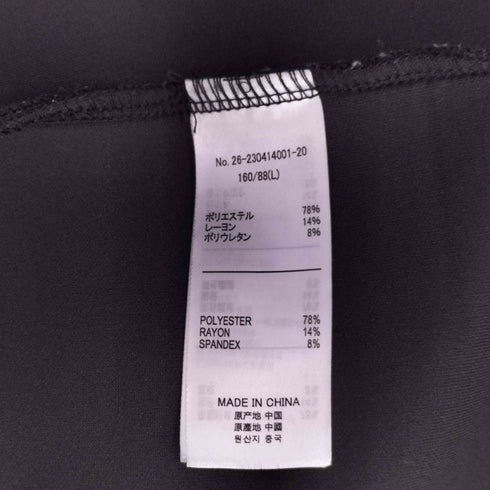 No. 26-230414001-20
160/88(L)
ポリエステル 78%
レーヨン 14%
ポリウレタン 8%
POLYESTER 78%
RAYON 14%
SPANDEX 8%
MADE IN CHINA
原产地 中国
原產地 中國
원산지 중국